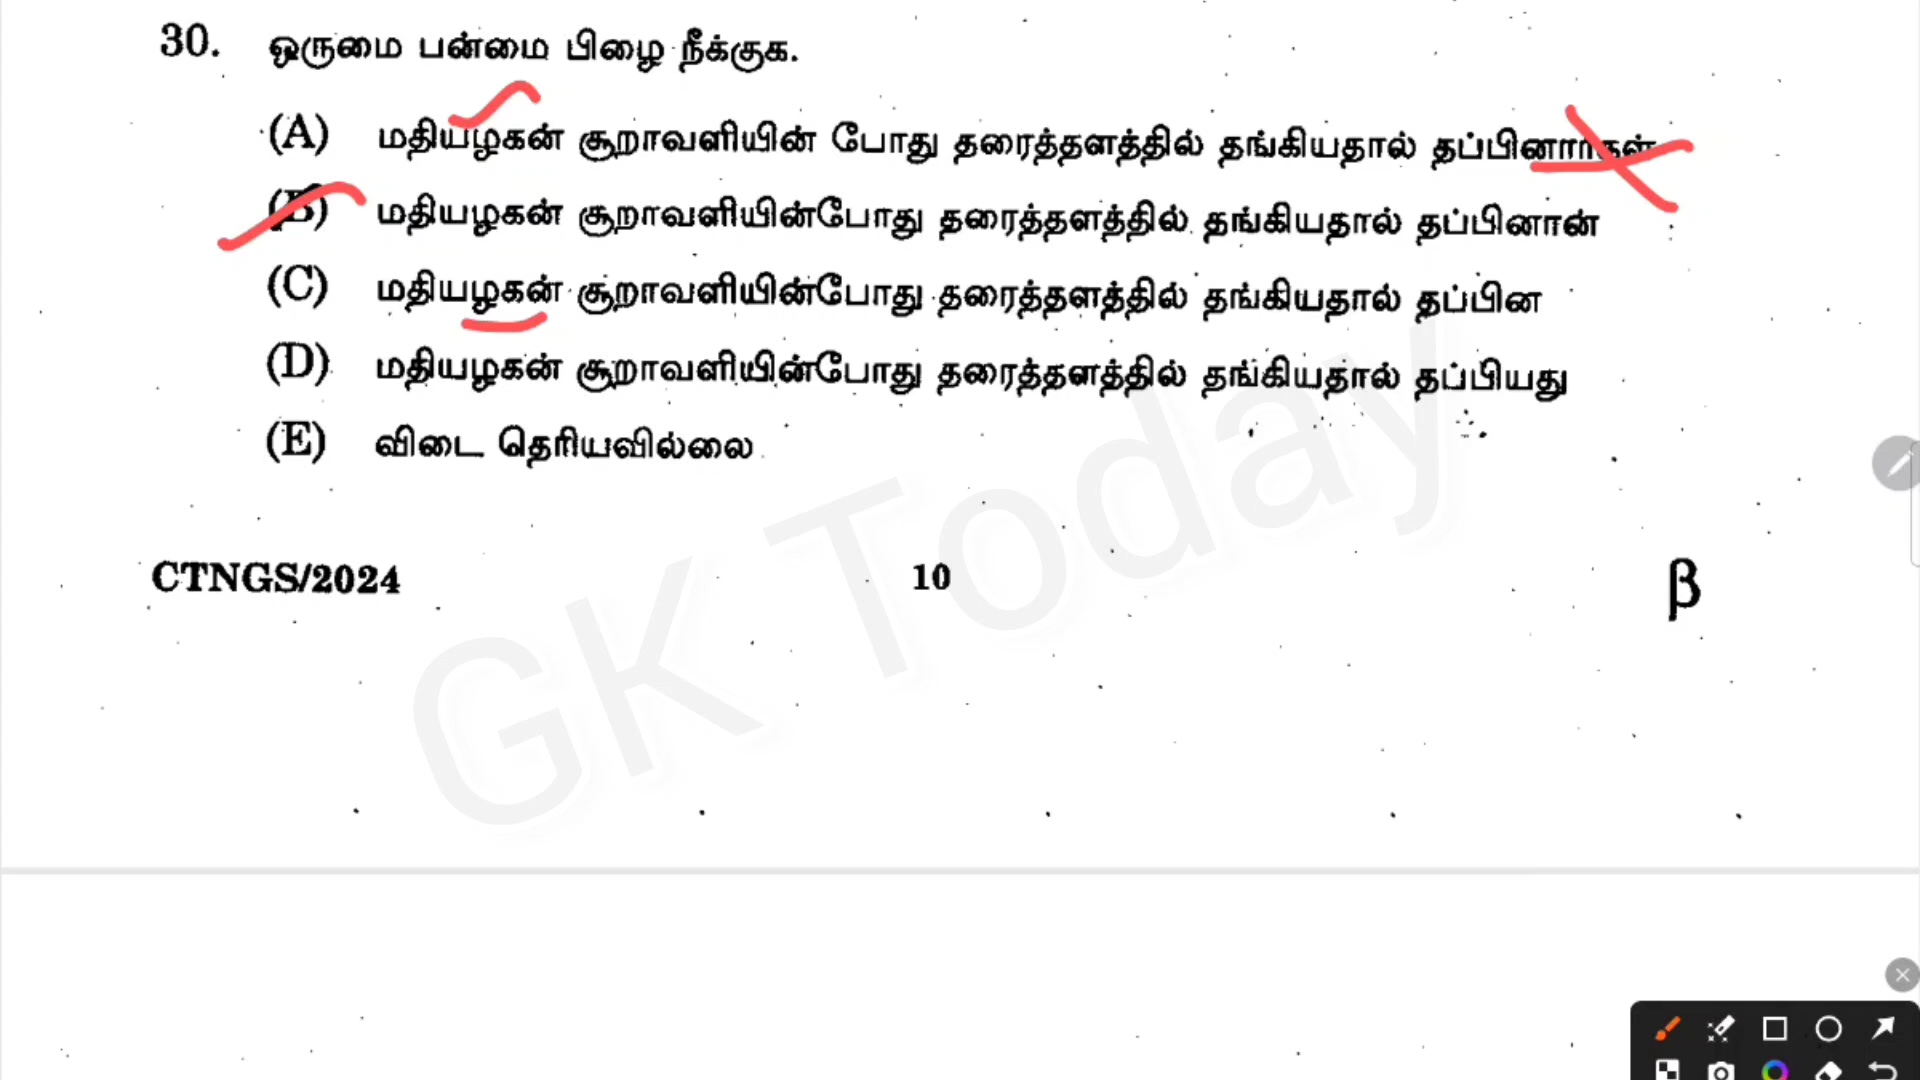 30. ஒருமை பன்மை பிழை நீக்குக.
(A) மதியழகன் சூறாவளியின் போது தரைத்தளத்தில் தங்கியதால் தப்பினார்கள்
(B) மதியழகன் சூறாவளியின்போது தரைத்தளத்தில் தங்கியதால் தப்பினான்
(C) மதியழகன் சூறாவளியின்போது தரைத்தளத்தில் தங்கியதால் தப்பின
(D) மதியழகன் சூறாவளியின்போது தரைத்தளத்தில் தங்கியதால் தப்பியது
(E) விடை தெரியவில்லை
GK Today
CTNGS/2024 10 β